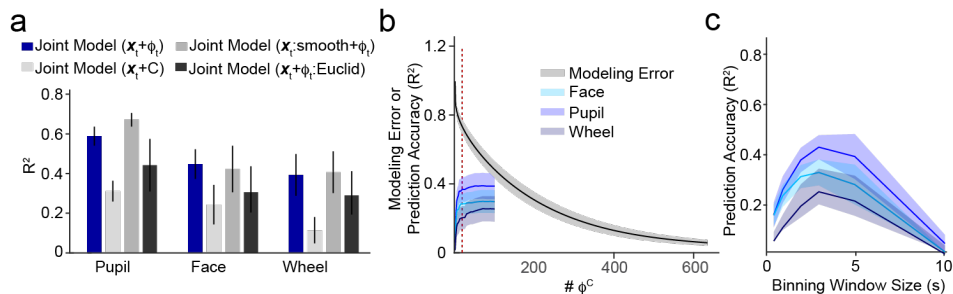 a
Joint Model (xₜ+ϕₜ)
Joint Model (xₜ:smooth+ϕₜ)
Joint Model (xₜ+C)
Joint Model (xₜ+ϕₜ:Euclid)
R²
0.8
0.6
0.4
0.2
0
Pupil Face Wheel
b
Modeling Error or
Prediction Accuracy (R²)
1.2
0.8
0.4
0
Modeling Error
Face
Pupil
Wheel
200 400 600
# ϕᶜ
c
Prediction Accuracy (R²)
0.8
0.6
0.4
0.2
0 5 10
Binning Window Size (s)